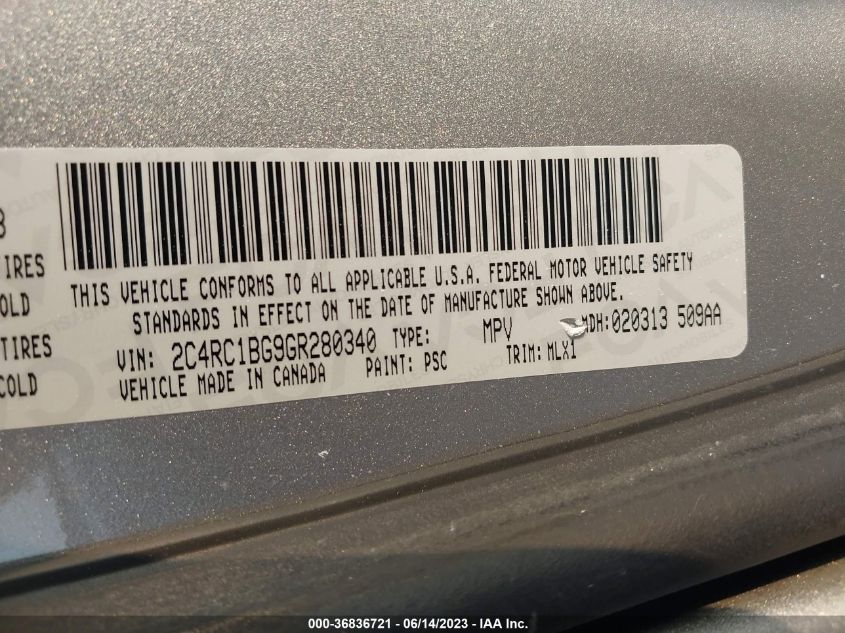 THIS VEHICLE CONFORMS TO ALL APPLICABLE U.S.A. FEDERAL MOTOR VEHICLE SAFETY
STANDARDS IN EFFECT ON THE DATE OF MANUFACTURE SHOWN ABOVE.
VIN: 2C4RC1BG9GR280340 TYPE: MPV MDH:020313 509AA
VEHICLE MADE IN CANADA PAINT: PSC TRIM: MLX1
TIRES
COLD
TIRES
COLD
000-36836721 - 06/14/2023 - IAA Inc.